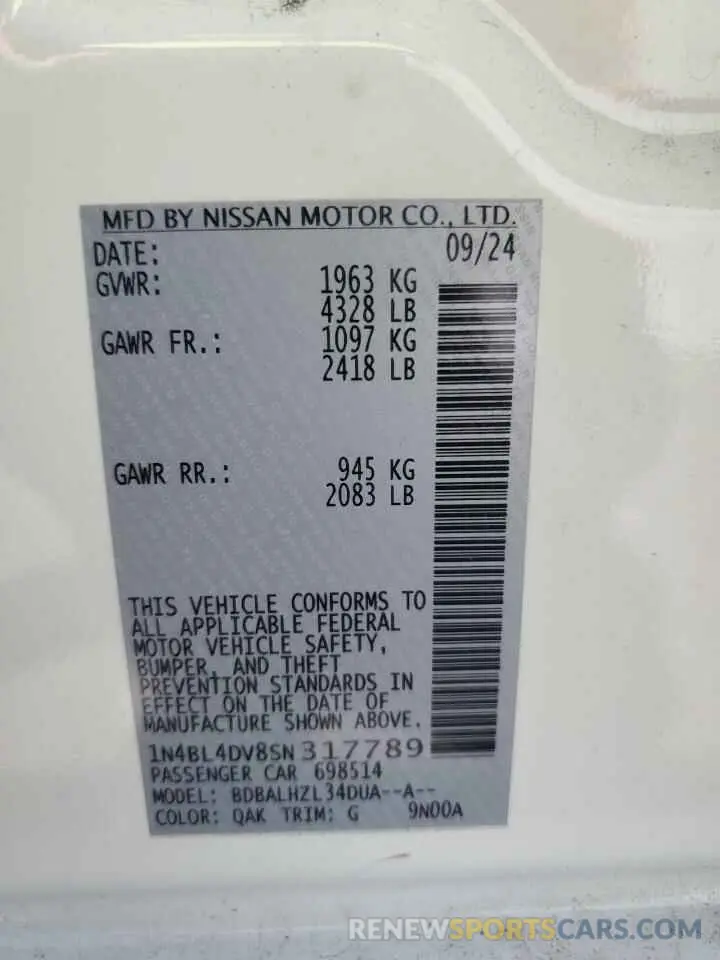 MFD BY NISSAN MOTOR CO., LTD.
DATE: 09/24
GVWR: 1963 KG
4328 LB
GAWR FR.: 1097 KG
2418 LB
GAWR RR.: 945 KG
2083 LB
THIS VEHICLE CONFORMS TO
ALL APPLICABLE FEDERAL
MOTOR VEHICLE SAFETY,
BUMPER, AND THEFT
PREVENTION STANDARDS IN
EFFECT ON THE DATE OF
MANUFACTURE SHOWN ABOVE.
1N4BL4DV8SN317789
PASSENGER CAR 698514
MODEL: BDBALHZL34DUA--A--
COLOR: QAK TRIM: G 9N00A
RENEWSPORTSCARS.COM